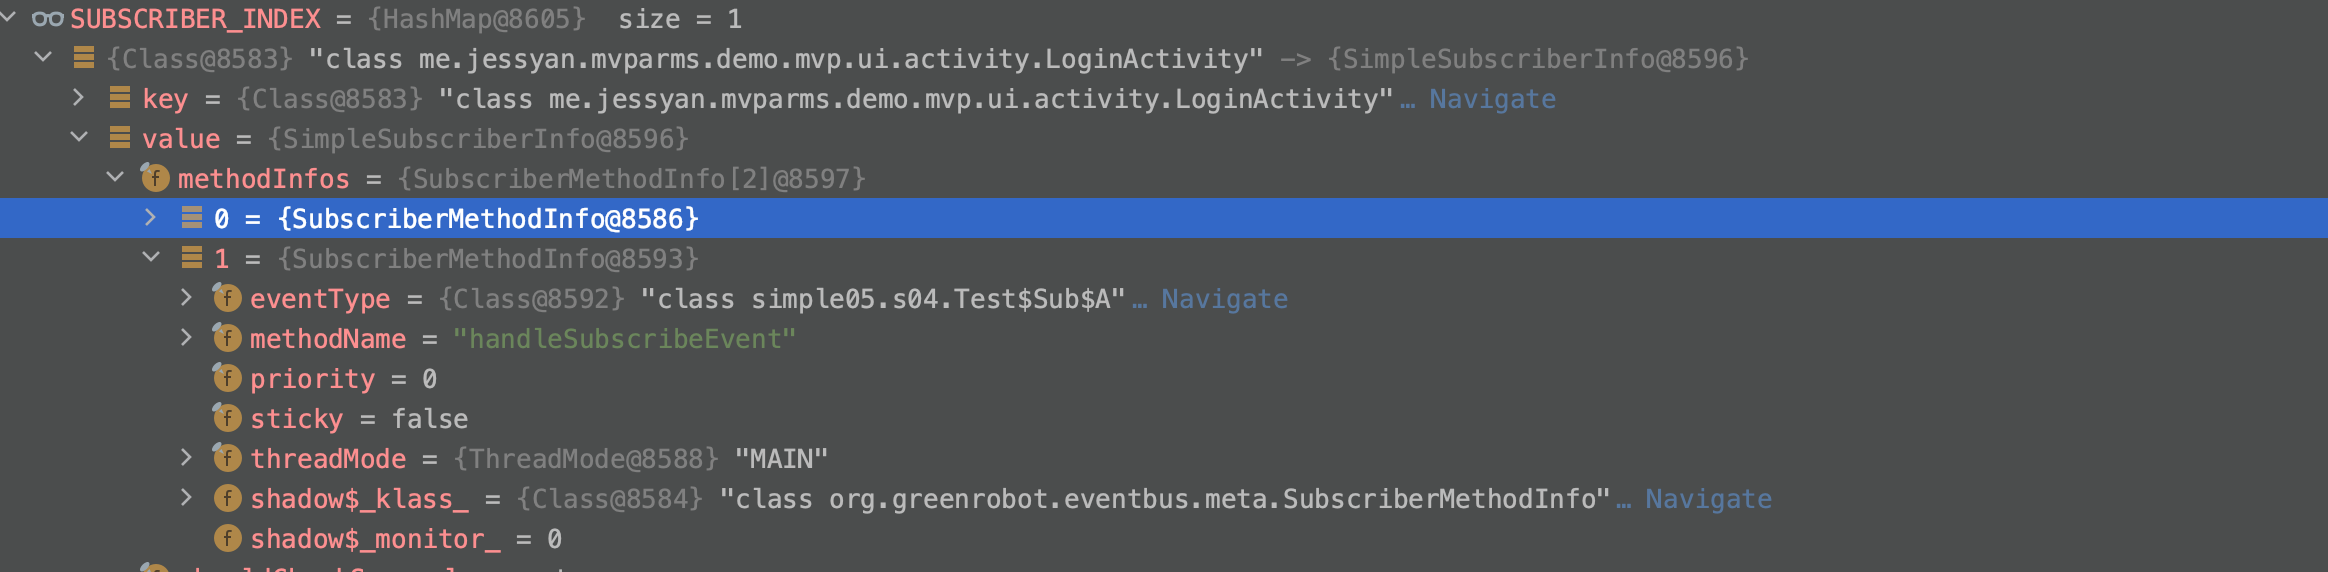 SUBSCRIBER_INDEX = {HashMap@8605} size = 1
{Class@8583} "class me.jessyan.mvparms.demo.mvp.ui.activity.LoginActivity" -> {SimpleSubscriberInfo@8596}
key = {Class@8583} "class me.jessyan.mvparms.demo.mvp.ui.activity.LoginActivity"… Navigate
value = {SimpleSubscriberInfo@8596}
f methodInfos = {SubscriberMethodInfo[2]@8597}
0 = {SubscriberMethodInfo@8586}
1 = {SubscriberMethodInfo@8593}
f eventType = {Class@8592} "class simple05.s04.Test$Sub$A"… Navigate
f methodName = "handleSubscribeEvent"
f priority = 0
f sticky = false
f threadMode = {ThreadMode@8588} "MAIN"
f shadow$_klass_ = {Class@8584} "class org.greenrobot.eventbus.meta.SubscriberMethodInfo"… Navigate
f shadow$_monitor_ = 0